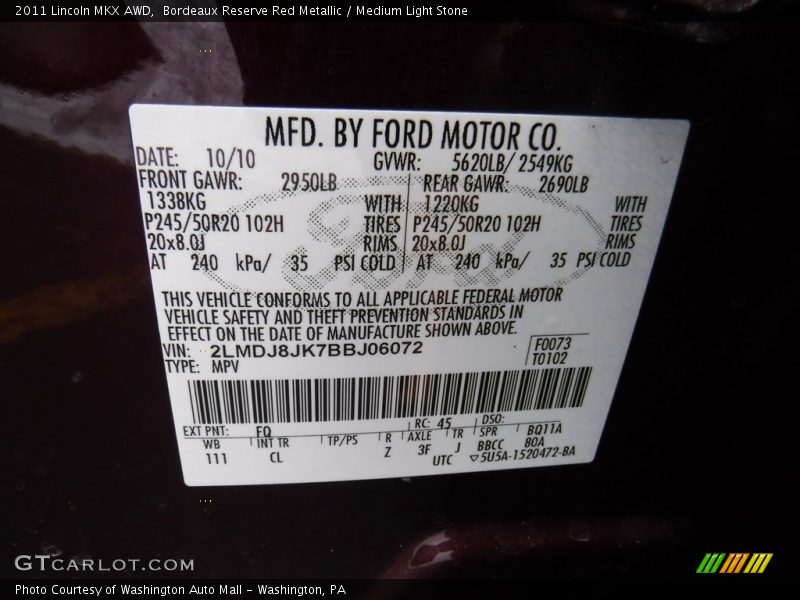 2011 Lincoln MKX AWD, Bordeaux Reserve Red Metallic / Medium Light Stone
MFD. BY FORD MOTOR CO.
DATE: 10/10 GVWR: 5620LB/ 2549KG
FRONT GAWR: 2950LB REAR GAWR: 2690LB
1338KG WITH 1220KG WITH
P245/50R20 102H TIRES P245/50R20 102H TIRES
20x8.0J RIMS 20x8.0J RIMS
AT 240 kPa/ 35 PSI COLD AT 240 kPa/ 35 PSI COLD
Ford
THIS VEHICLE CONFORMS TO ALL APPLICABLE FEDERAL MOTOR
VEHICLE SAFETY AND THEFT PREVENTION STANDARDS IN
EFFECT ON THE DATE OF MANUFACTURE SHOWN ABOVE.
VIN: 2LMDJ8JK7BBJ06072 F0073
TYPE: MPV T0102
EXT PNT: FQ RC: 45 DSO:
WB INT TR TP/PS R AXLE TR SPR BQ11A
111 CL Z 3F J BBCC 80A
UTC ▽5U5A-1520472-BA
GTCARLOT.COM
Photo Courtesy of Washington Auto Mall - Washington, PA